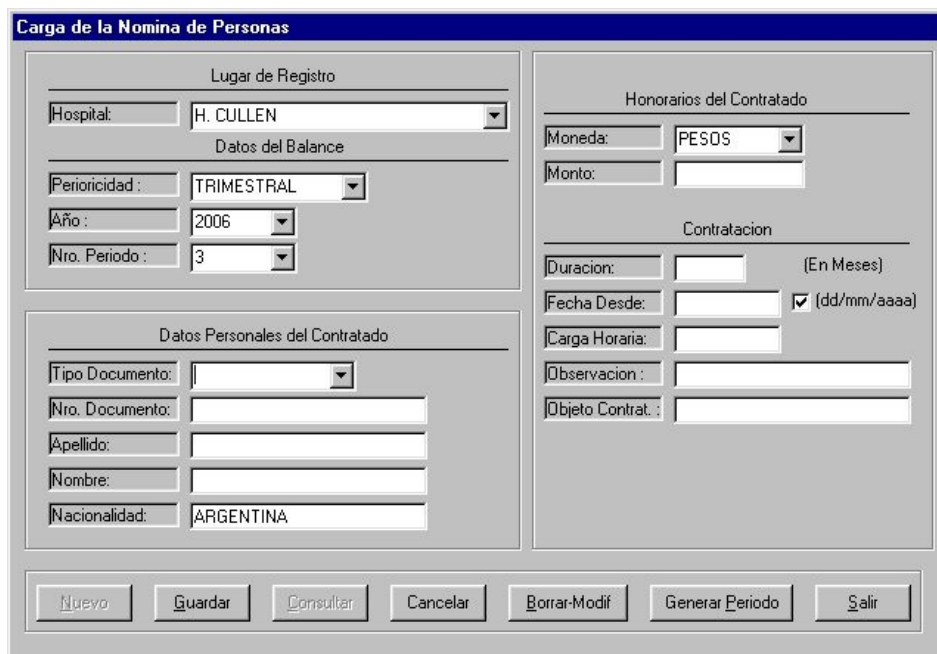 Carga de la Nomina de Personas
Lugar de Registro
Hospital: H. CULLEN
Datos del Balance
Perioricidad : TRIMESTRAL
Año : 2006
Nro. Periodo : 3
Datos Personales del Contratado
Tipo Documento:
Nro. Documento:
Apellido:
Nombre:
Nacionalidad: ARGENTINA
Honorarios del Contratado
Moneda: PESOS
Monto:
Contratacion
Duracion: (En Meses)
Fecha Desde: (dd/mm/aaaa)
Carga Horaria:
Observacion :
Objeto Contrat. :
Nuevo Guardar Consultar Cancelar Borrar-Modif Generar Periodo Salir